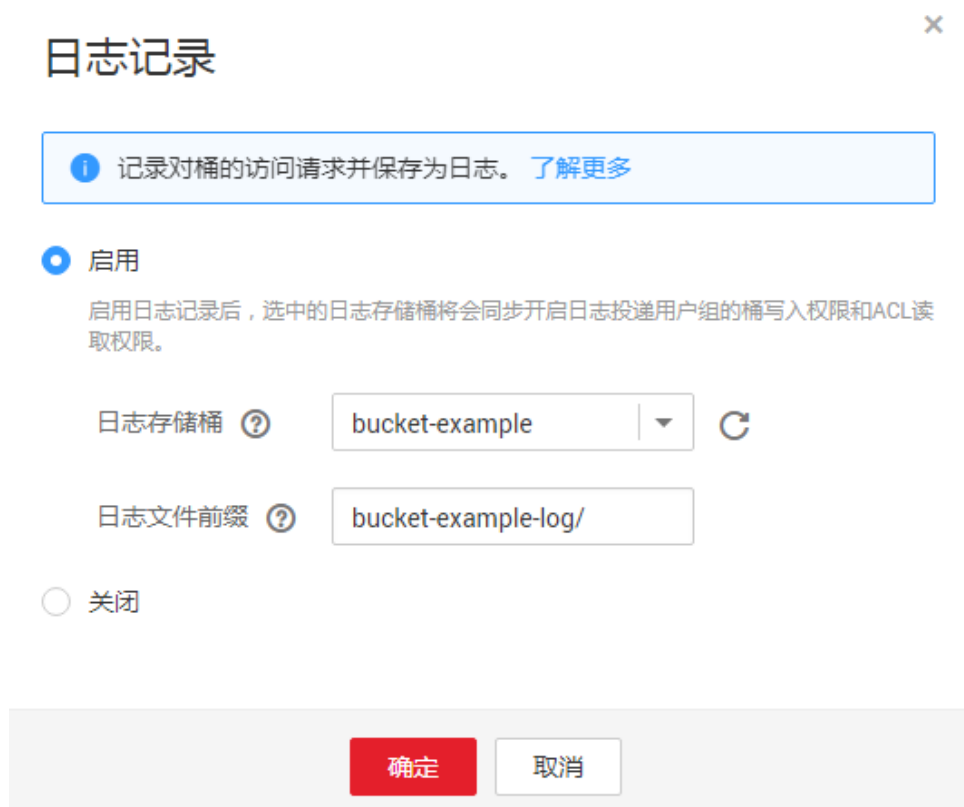 日志记录
记录对桶的访问请求并保存为日志。 了解更多
启用
启用日志记录后，选中的日志存储桶将会同步开启日志投递用户组的桶写入权限和ACL读
取权限。
日志存储桶 bucket-example
日志文件前缀 bucket-example-log/
关闭
确定 取消